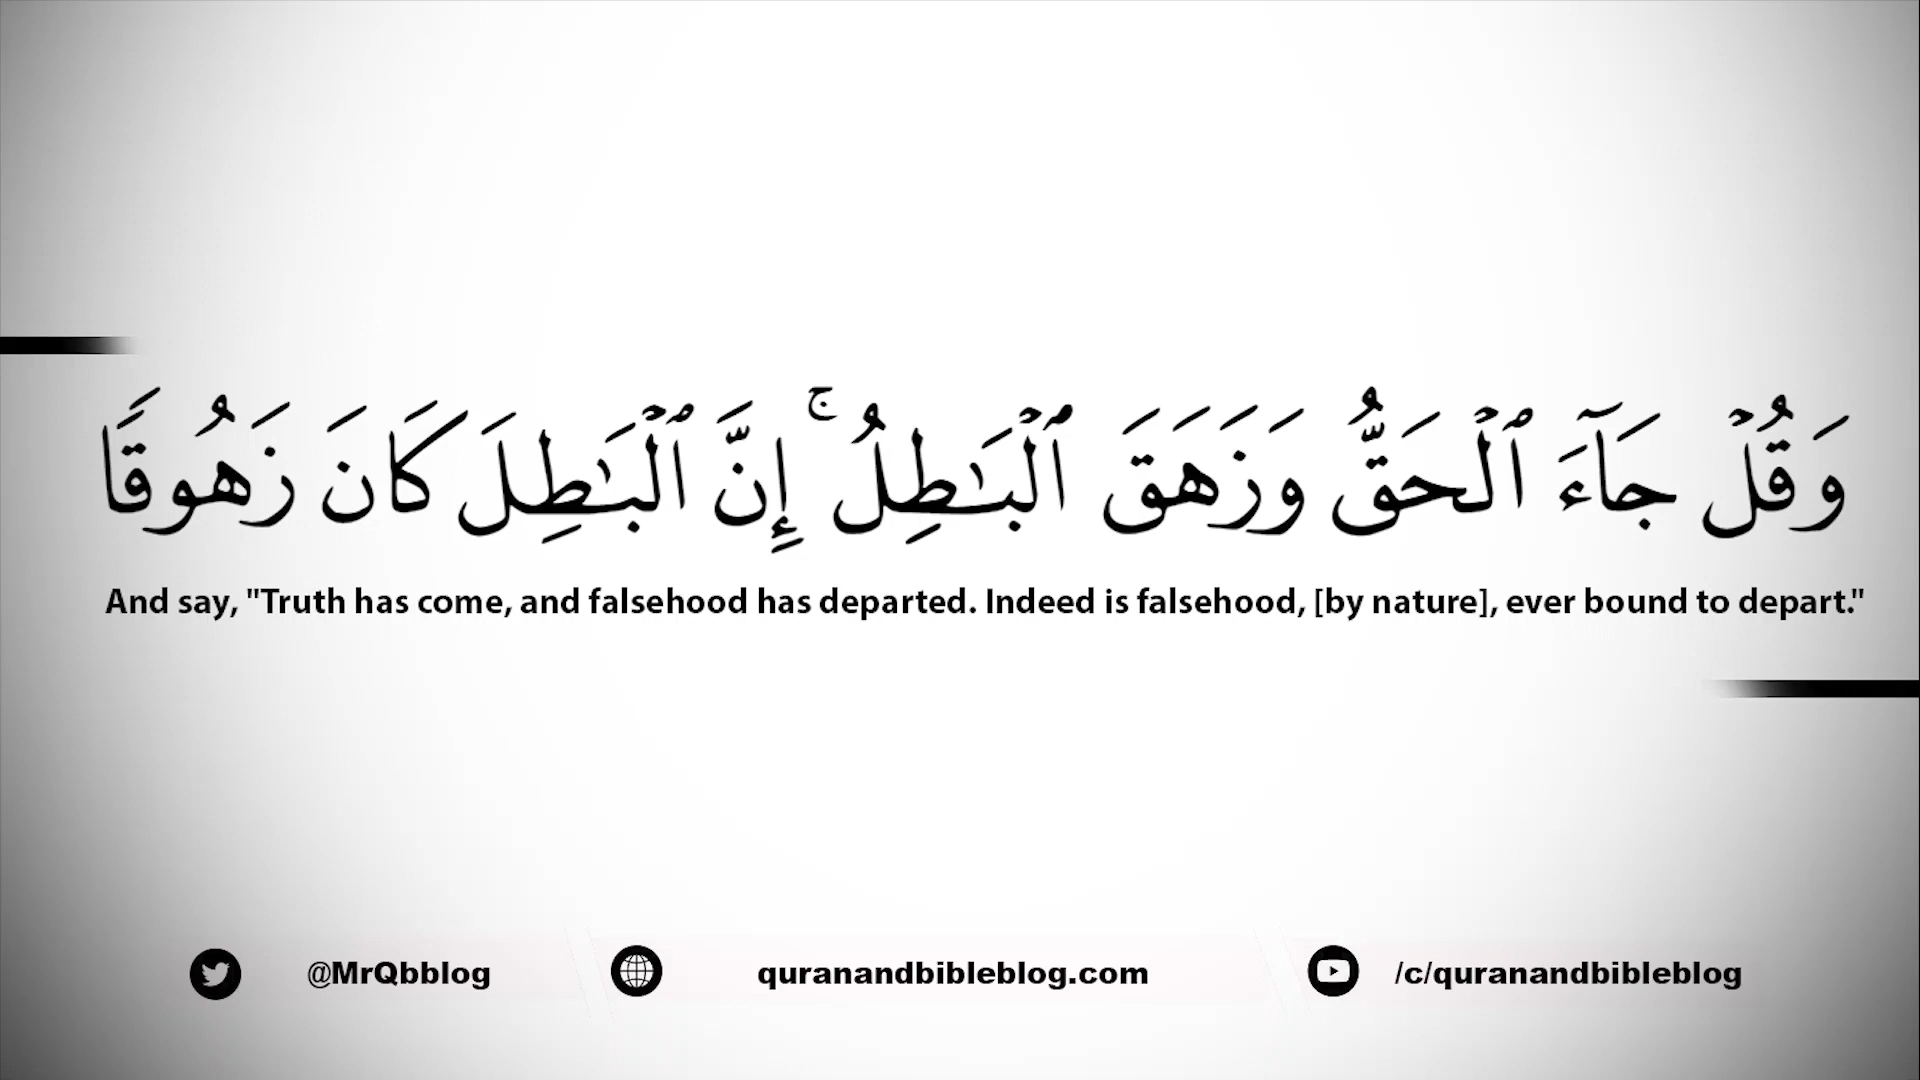 وَقُلۡ جَآءَ ٱلۡحَقُّ وَزَهَقَ ٱلۡبَـٰطِلُ ۚ إِنَّ ٱلۡبَـٰطِلَ كَانَ زَهُوقًا
And say, "Truth has come, and falsehood has departed. Indeed is falsehood, [by nature], ever bound to depart."
@MrQbblog quranandbibleblog.com /c/quranandbibleblog